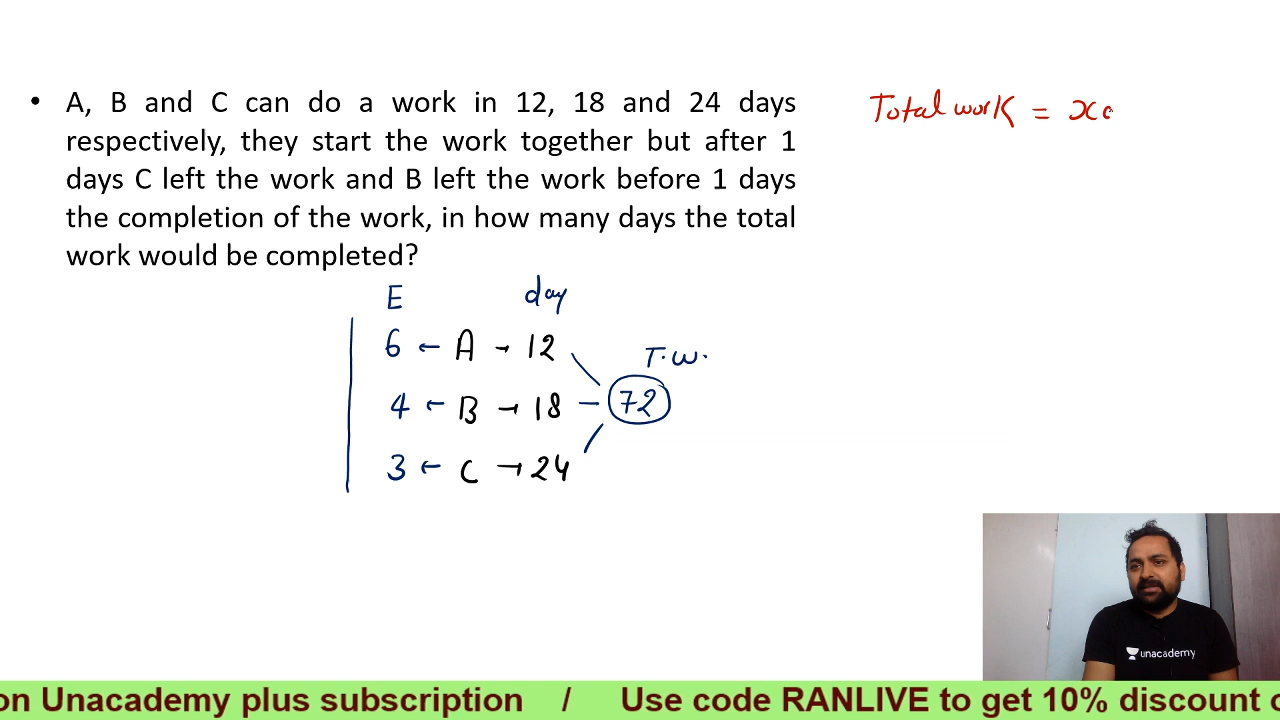 • A, B and C can do a work in 12, 18 and 24 days
respectively, they start the work together but after 1
days C left the work and B left the work before 1 days
the completion of the work, in how many days the total
work would be completed?
Total work = x
E day
6 ← A → 12
T.W.
4 ← B → 18 72
3 ← C → 24
unacademy
on Unacademy plus subscription / Use code RANLIVE to get 10% discount